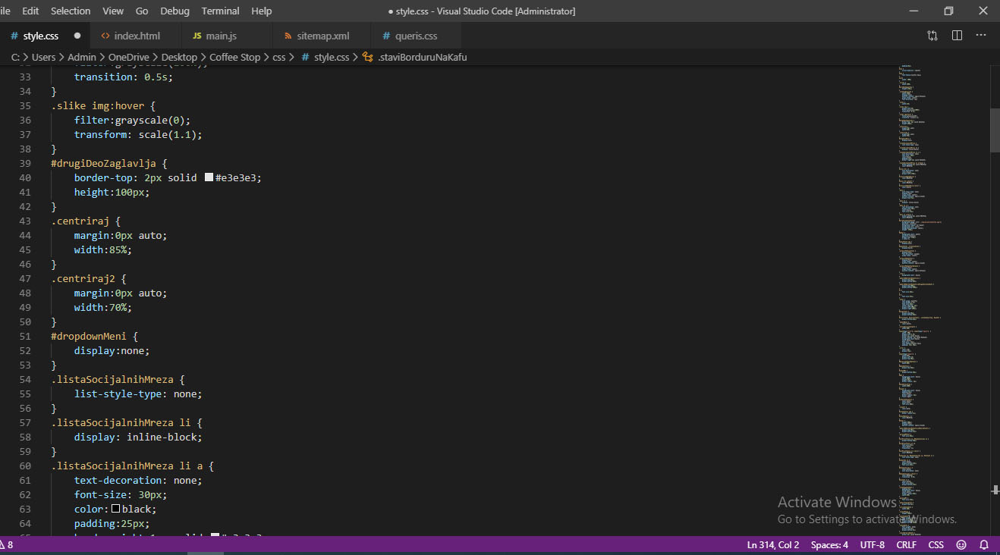 ile Edit Selection View Go Debug Terminal Help ● style.css - Visual Studio Code [Administrator]
# style.css ● <> index.html JS main.js sitemap.xml # queris.css ···
C: > Users > Admin > OneDrive > Desktop > Coffee Stop > css > # style.css > .staviBorduruNaKafu
33 transition: 0.5s;
34 }
35 .slike img:hover {
36 filter:grayscale(0);
37 transform: scale(1.1);
38 }
39 #drugiDeoZaglavlja {
40 border-top: 2px solid #e3e3e3;
41 height:100px;
42 }
43 .centriraj {
44 margin:0px auto;
45 width:85%;
46 }
47 .centriraj2 {
48 margin:0px auto;
49 width:70%;
50 }
51 #dropdownMeni {
52 display:none;
53 }
54 .listaSocijalnihMreza {
55 list-style-type: none;
56 }
57 .listaSocijalnihMreza li {
58 display: inline-block;
59 }
60 .listaSocijalnihMreza li a {
61 text-decoration: none;
62 font-size: 30px;
63 color:black;
64 padding:25px;
Activate Windows
Go to Settings to activate Windows.
8 Ln 314, Col 2 Spaces: 4 UTF-8 CRLF CSS